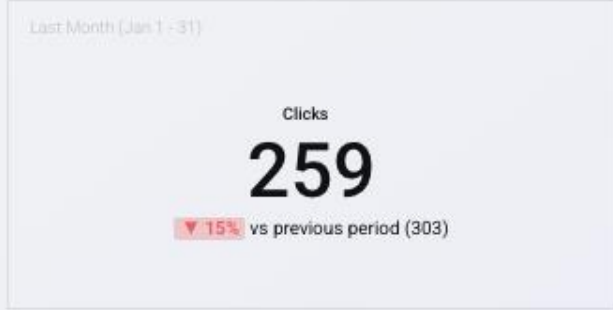 Last Month (Jan 1 - 31)
Clicks
259
▼ 15% vs previous period (303)